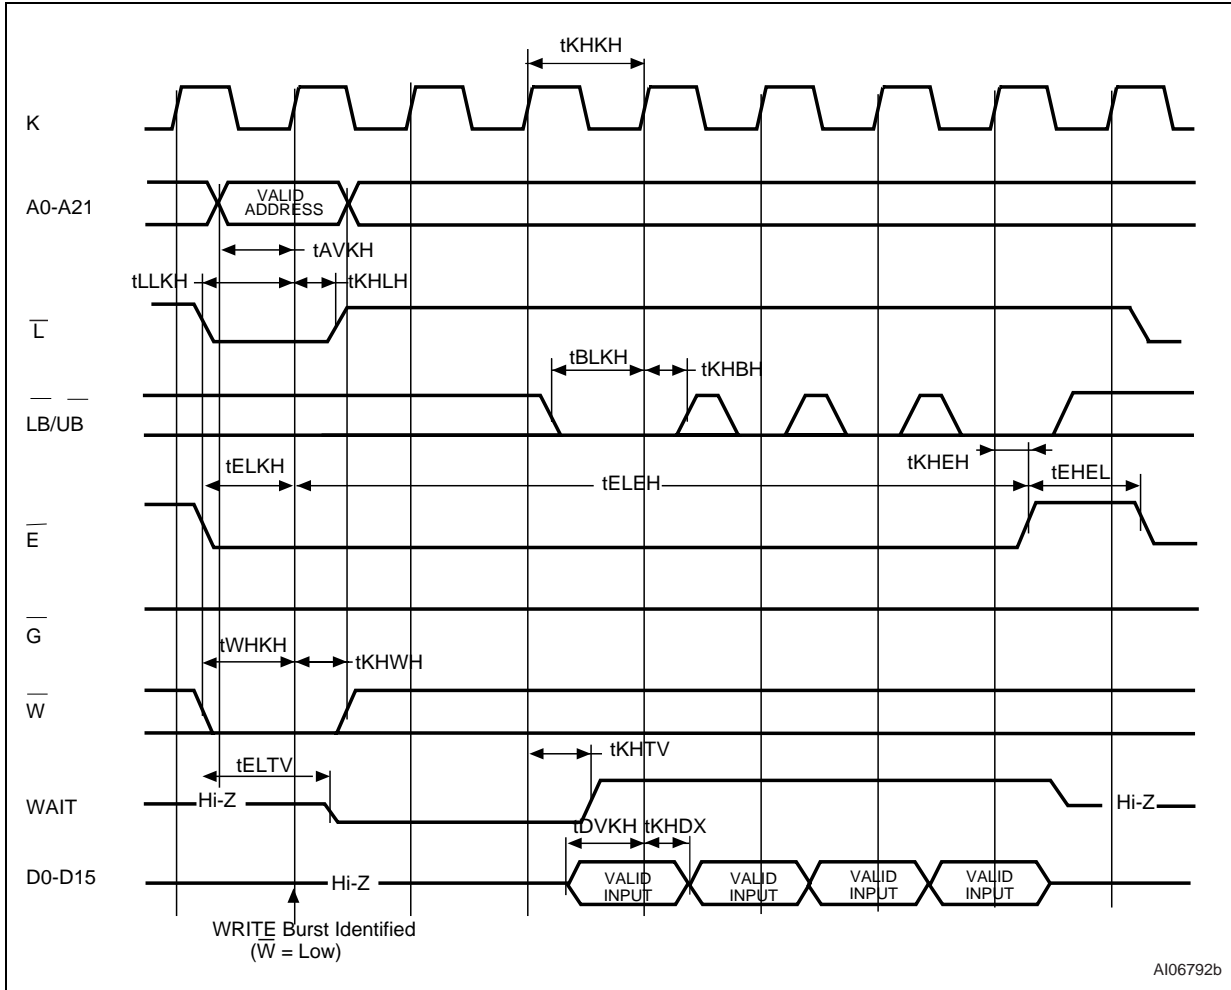 tKHKH
K
A0-A21
VALID
ADDRESS
tAVKH
tLLKH
tKHLH
L
tBLKH
tKHBH
LB/UB
tKHEH
tELKH
tELEH
tEHEL
E
G
tWHKH
tKHWH
W
tKHTV
tELTV
WAIT
Hi-Z
Hi-Z
tDVKH
tKHDX
D0-D15
Hi-Z
VALID
INPUT
VALID
INPUT
VALID
INPUT
VALID
INPUT
WRITE Burst Identified
(W̅ = Low)
AI06792b